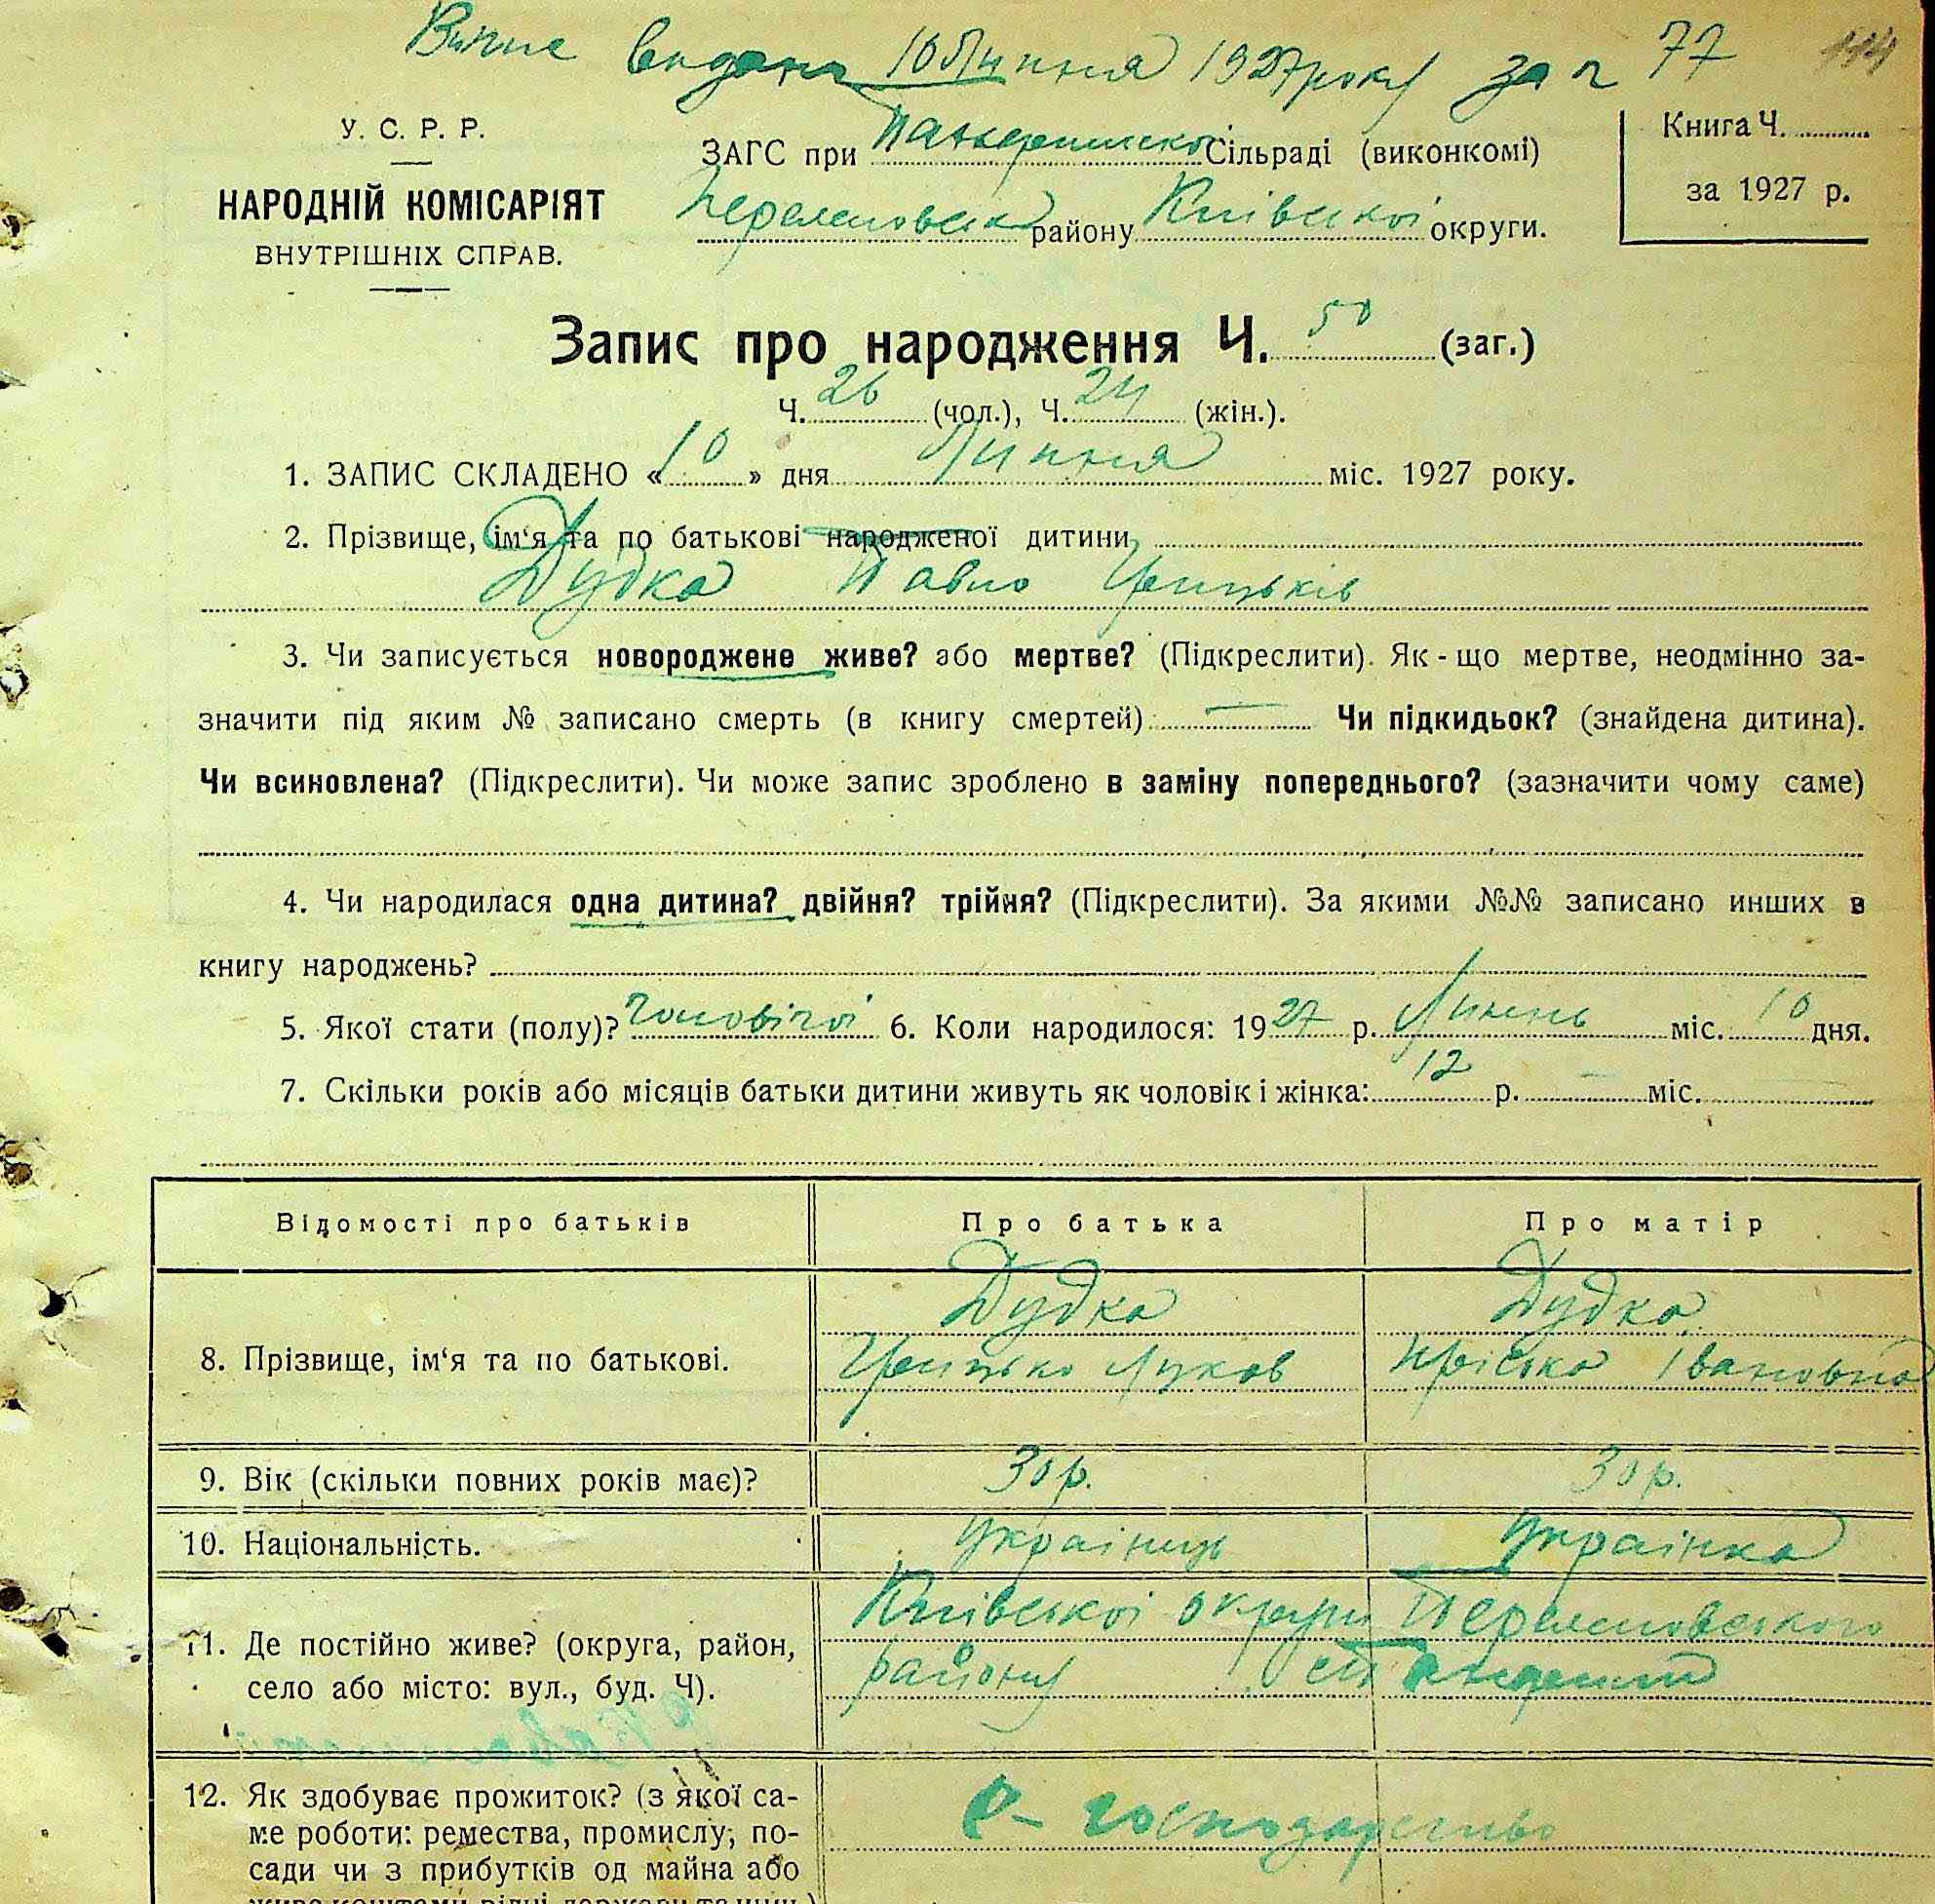 Випис видана 10 Липня 1927 року за ч 77 114
У. С. Р. Р.
НАРОДНІЙ КОМІСАРІЯТ
ВНУТРІШНІХ СПРАВ.
ЗАГС при Сільраді (виконкомі)
району Київської округи.
Книга Ч.
за 1927 р.
Запис про народження Ч. 50 (заг.)
Ч. 26 (чол.), Ч. 24 (жін.).
1. ЗАПИС СКЛАДЕНО «10» дня Липня міс. 1927 року.
2. Прізвище, ім‘я та по батькові народженої дитини
Дудка Павло Грицьків
3. Чи записується новороджене живе? або мертве? (Підкреслити). Як-що мертве, неодмінно за-
значити під яким № записано смерть (в книгу смертей) — Чи підкидьок? (знайдена дитина).
Чи всиновлена? (Підкреслити). Чи може запис зроблено в заміну попереднього? (зазначити чому саме)
4. Чи народилася одна дитина? двійня? трійня? (Підкреслити). За якими №№ записано инших в
книгу народжень?
5. Якої стати (полу)? чоловічої 6. Коли народилося: 1927 р. Липень міс. 10 дня.
7. Скільки років або місяців батьки дитини живуть як чоловік і жінка: 12 р. — міс.
Відомості про батьків Про батька Про матір
8. Прізвище, ім‘я та по батькові.
Дудка Дудка
Грицько Луков Пріська Івановна
9. Вік (скільки повних років має)? 30 р. 30 р.
10. Національність. Українець Українка
11. Де постійно живе? (округа, район,
село або місто: вул., буд. Ч).
Київської округи
району
12. Як здобуває прожиток? (з якої са-
ме роботи: ремества, промислу, по-
сади чи з прибутків од майна або
С-господарство